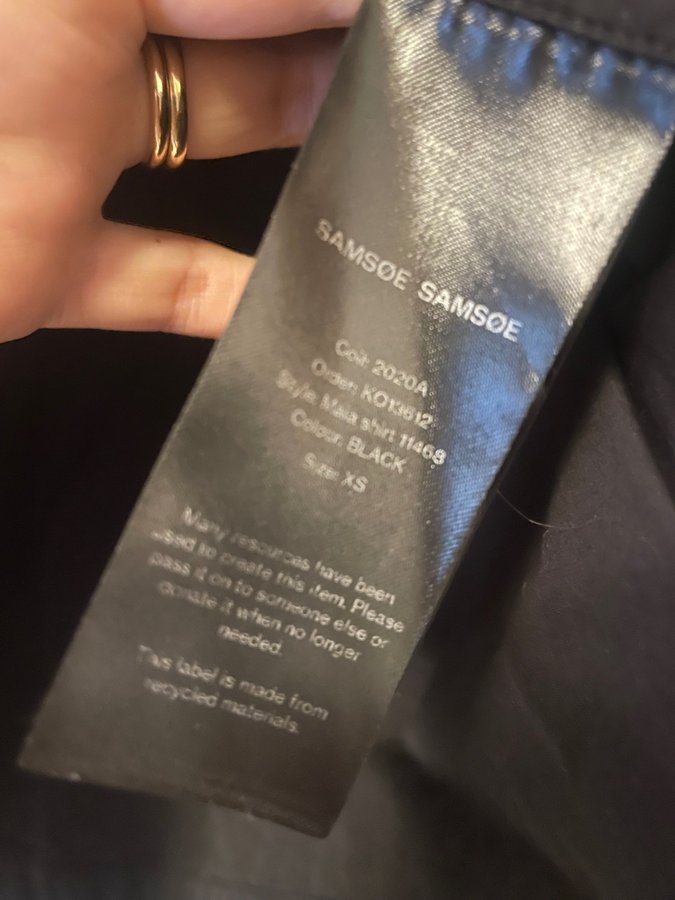 SAMSØE SAMSØE
Coll: 2020A
Order: KO13612
Style: Maia shirt 11468
Colour: BLACK
Size: XS
Many resources have been
used to create this item. Please
pass it on to someone else or
donate it when no longer
needed.
This label is made from
recycled materials.